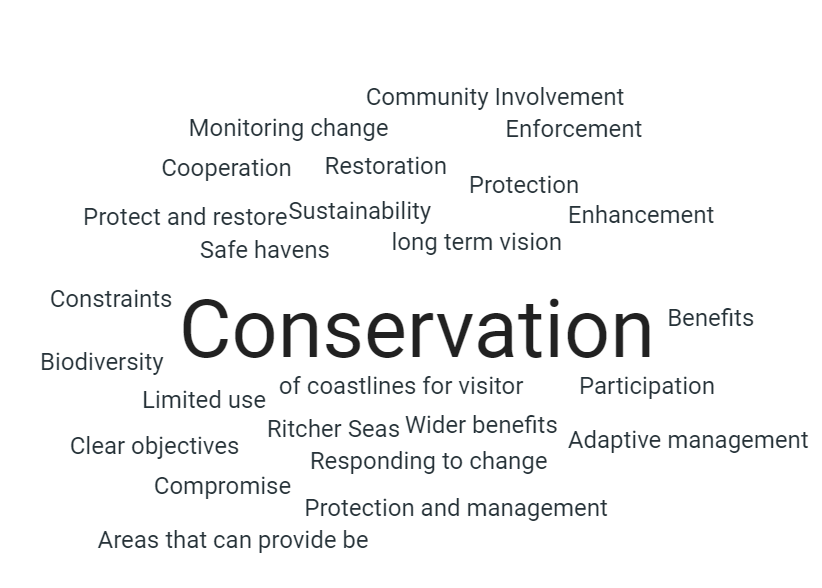 Community Involvement
Monitoring change
Enforcement
Cooperation
Restoration
Protection
Protect and restore
Sustainability
Enhancement
Safe havens
long term vision
Constraints
Conservation
Benefits
Biodiversity
of coastlines for visitor
Participation
Limited use
Ritcher Seas
Wider benefits
Clear objectives
Adaptive management
Responding to change
Compromise
Protection and management
Areas that can provide be